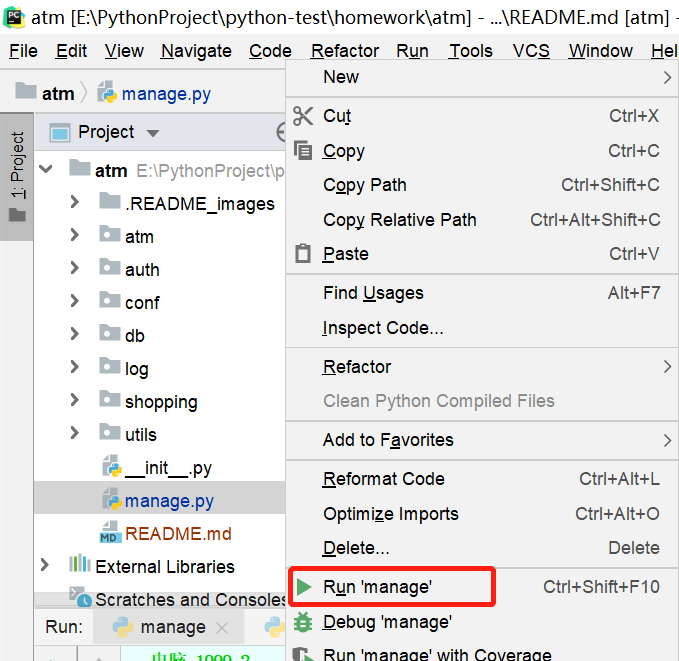 atm [E:\PythonProject\python-test\homework\atm] - ...\README.md [atm] -
File Edit View Navigate Code Refactor Run Tools VCS Window Hel
atm manage.py
1: Project
Project
atm E:\PythonProject\p
.README_images
atm
auth
conf
db
log
shopping
utils
__init__.py
manage.py
README.md
External Libraries
Scratches and Consoles
Run: manage
New
Cut Ctrl+X
Copy Ctrl+C
Copy Path Ctrl+Shift+C
Copy Relative Path Ctrl+Alt+Shift+C
Paste Ctrl+V
Find Usages Alt+F7
Inspect Code...
Refactor
Clean Python Compiled Files
Add to Favorites
Reformat Code Ctrl+Alt+L
Optimize Imports Ctrl+Alt+O
Delete... Delete
Run 'manage' Ctrl+Shift+F10
Debug 'manage'
Run 'manage' with Coverage